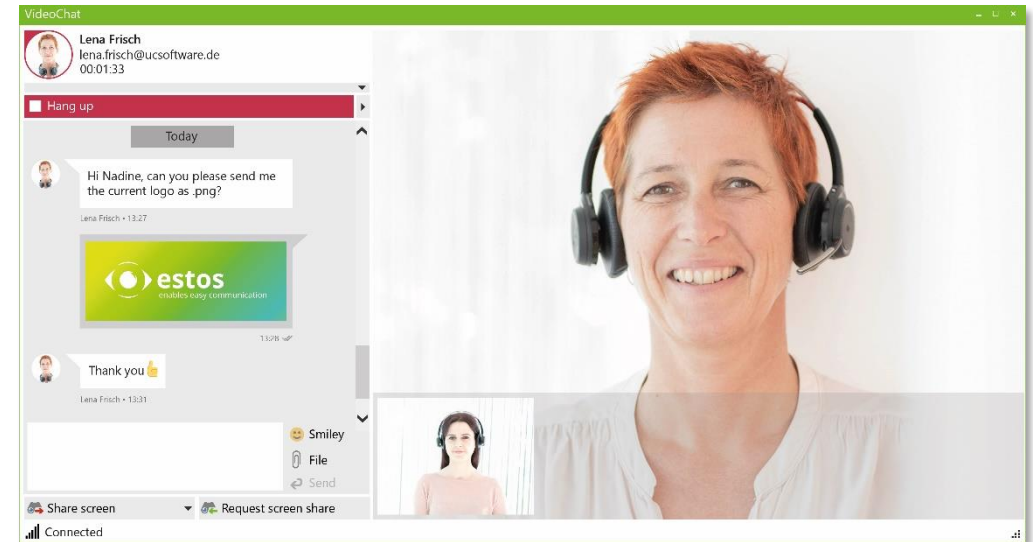 VideoChat
Lena Frisch
lena.frisch@ucsoftware.de
00:01:33
Hang up
Today
Hi Nadine, can you please send me
the current logo as .png?
Lena Frisch • 13:27
estos
enables easy communication
13:28
Thank you
Lena Frisch • 13:31
Smiley
File
Send
Share screen
Request screen share
Connected